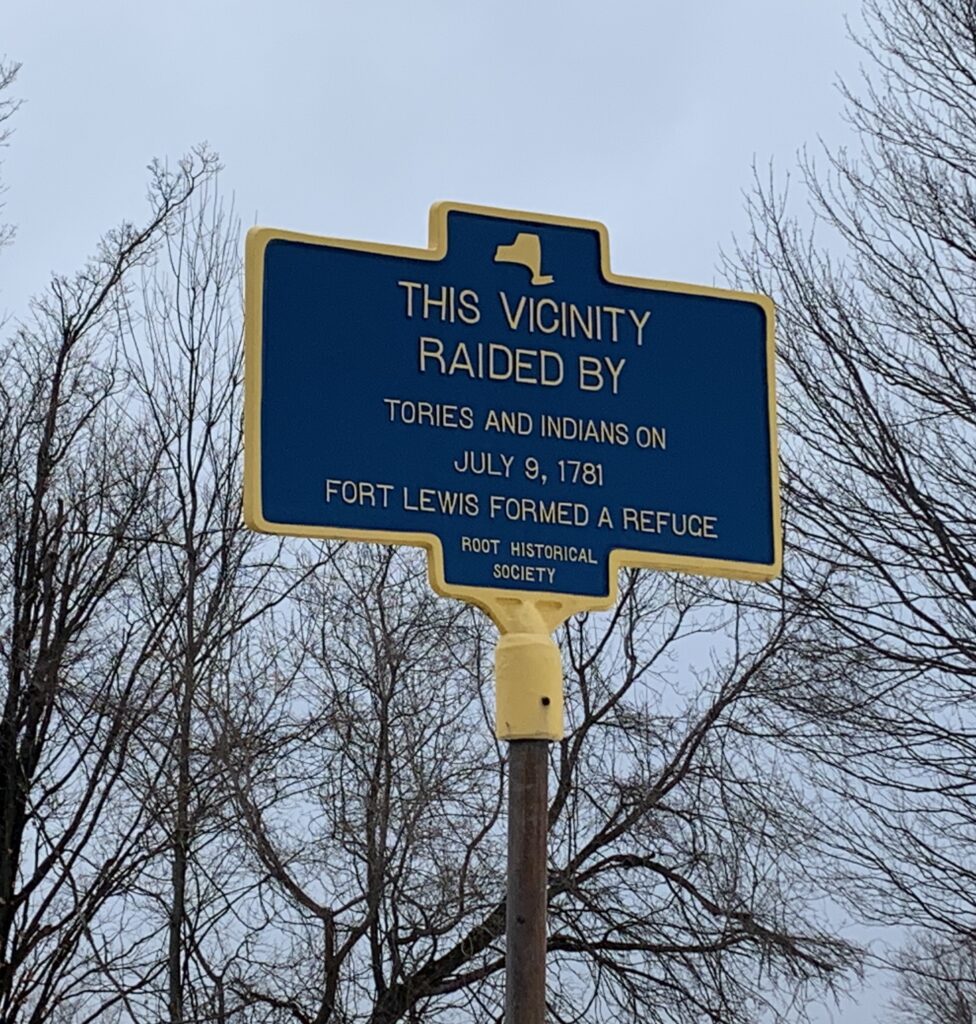 THIS VICINITY
RAIDED BY
TORIES AND INDIANS ON
JULY 9, 1781
FORT LEWIS FORMED A REFUGE
ROOT HISTORICAL
SOCIETY